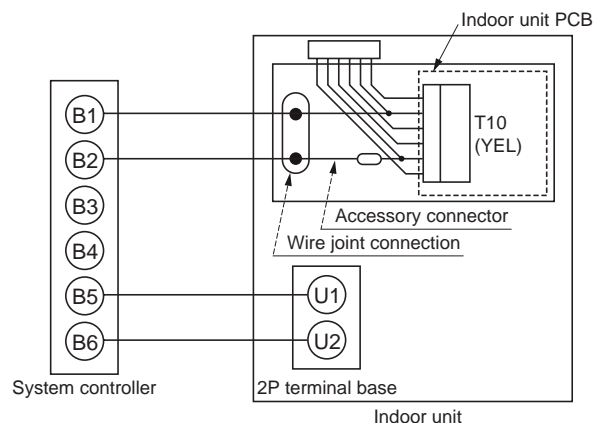 Indoor unit PCB
B1
T10
(YEL)
B2
B3
Accessory connector
B4
Wire joint connection
B5
U1
B6
U2
System controller
2P terminal base
Indoor unit